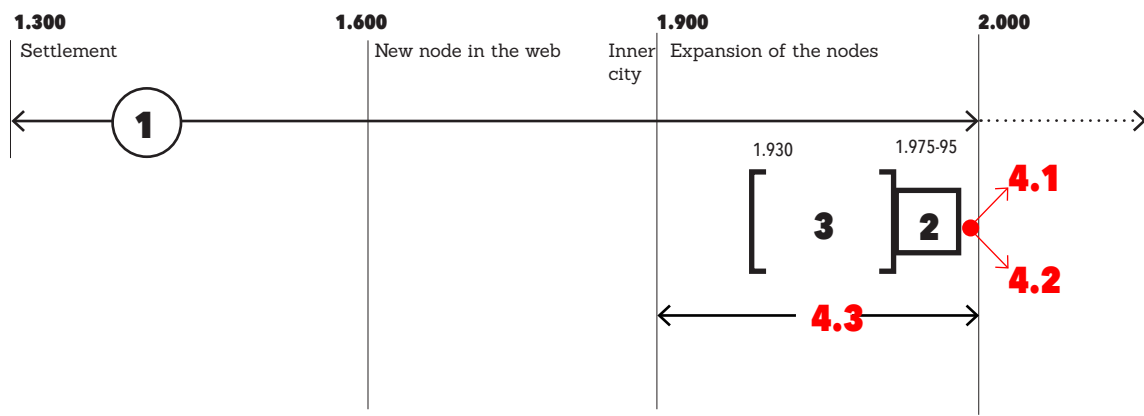 1.300 1.600 1.900 2.000
Settlement New node in the web Inner Expansion of the nodes
city
1
1.930 1.975-95
4.1
3 2
4.2
4.3